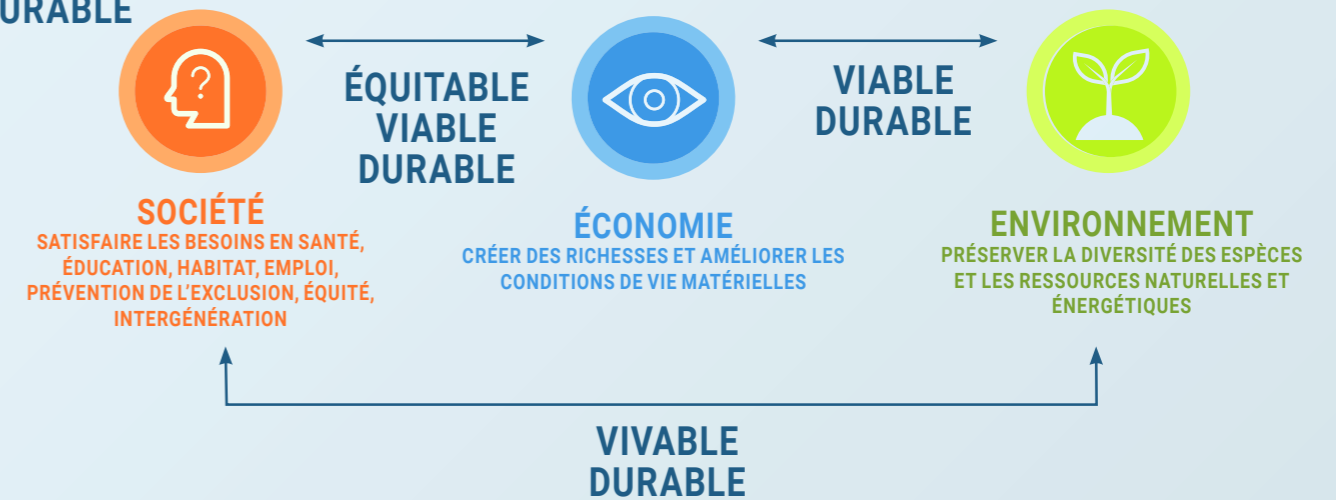 DURABLE
?
ÉQUITABLE
VIABLE
DURABLE
VIABLE
DURABLE
SOCIÉTÉ
SATISFAIRE LES BESOINS EN SANTÉ,
ÉDUCATION, HABITAT, EMPLOI,
PRÉVENTION DE L’EXCLUSION, ÉQUITÉ,
INTERGÉNÉRATION
ÉCONOMIE
CRÉER DES RICHESSES ET AMÉLIORER LES
CONDITIONS DE VIE MATÉRIELLES
ENVIRONNEMENT
PRÉSERVER LA DIVERSITÉ DES ESPÈCES
ET LES RESSOURCES NATURELLES ET
ÉNERGÉTIQUES
VIVABLE
DURABLE